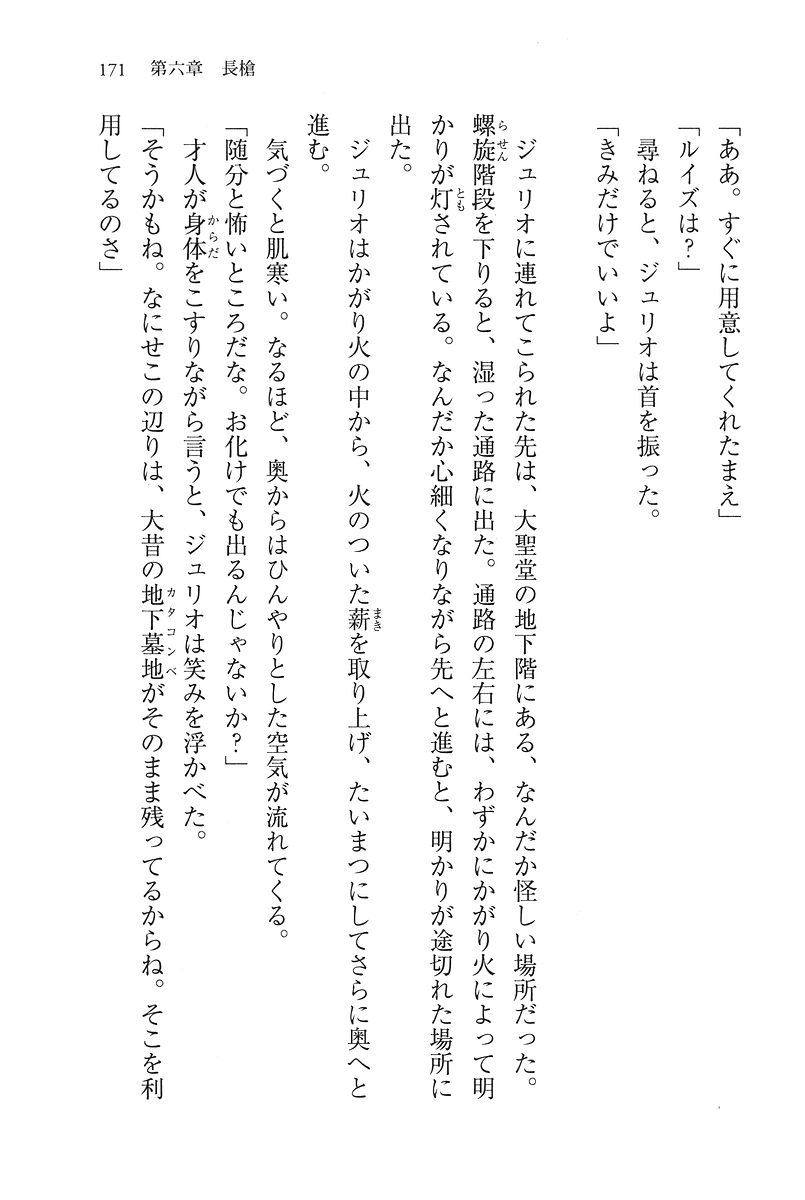 171　第六章　長槍
「ああ。すぐに用意してくれたまえ」
「ルイズは？」
　尋ねると、ジュリオは首を振った。
「きみだけでいいよ」
　ジュリオに連れてこられた先は、大聖堂の地下階にある、なんだか怪しい場所だった。
螺旋階段を下りると、湿った通路に出た。通路の左右には、わずかにかがり火によって明
かりが灯されている。なんだか心細くなりながら先へと進むと、明かりが途切れた場所に
出た。
　ジュリオはかがり火の中から、火のついた薪を取り上げ、たいまつにしてさらに奥へと
進む。
　気づくと肌寒い。なるほど、奥からはひんやりとした空気が流れてくる。
「随分と怖いところだな。お化けでも出るんじゃないか？」
　才人が身体をこすりながら言うと、ジュリオは笑みを浮かべた。
「そうかもね。なにせこの辺りは、大昔の地下墓地がそのまま残ってるからね。そこを利
用してるのさ」